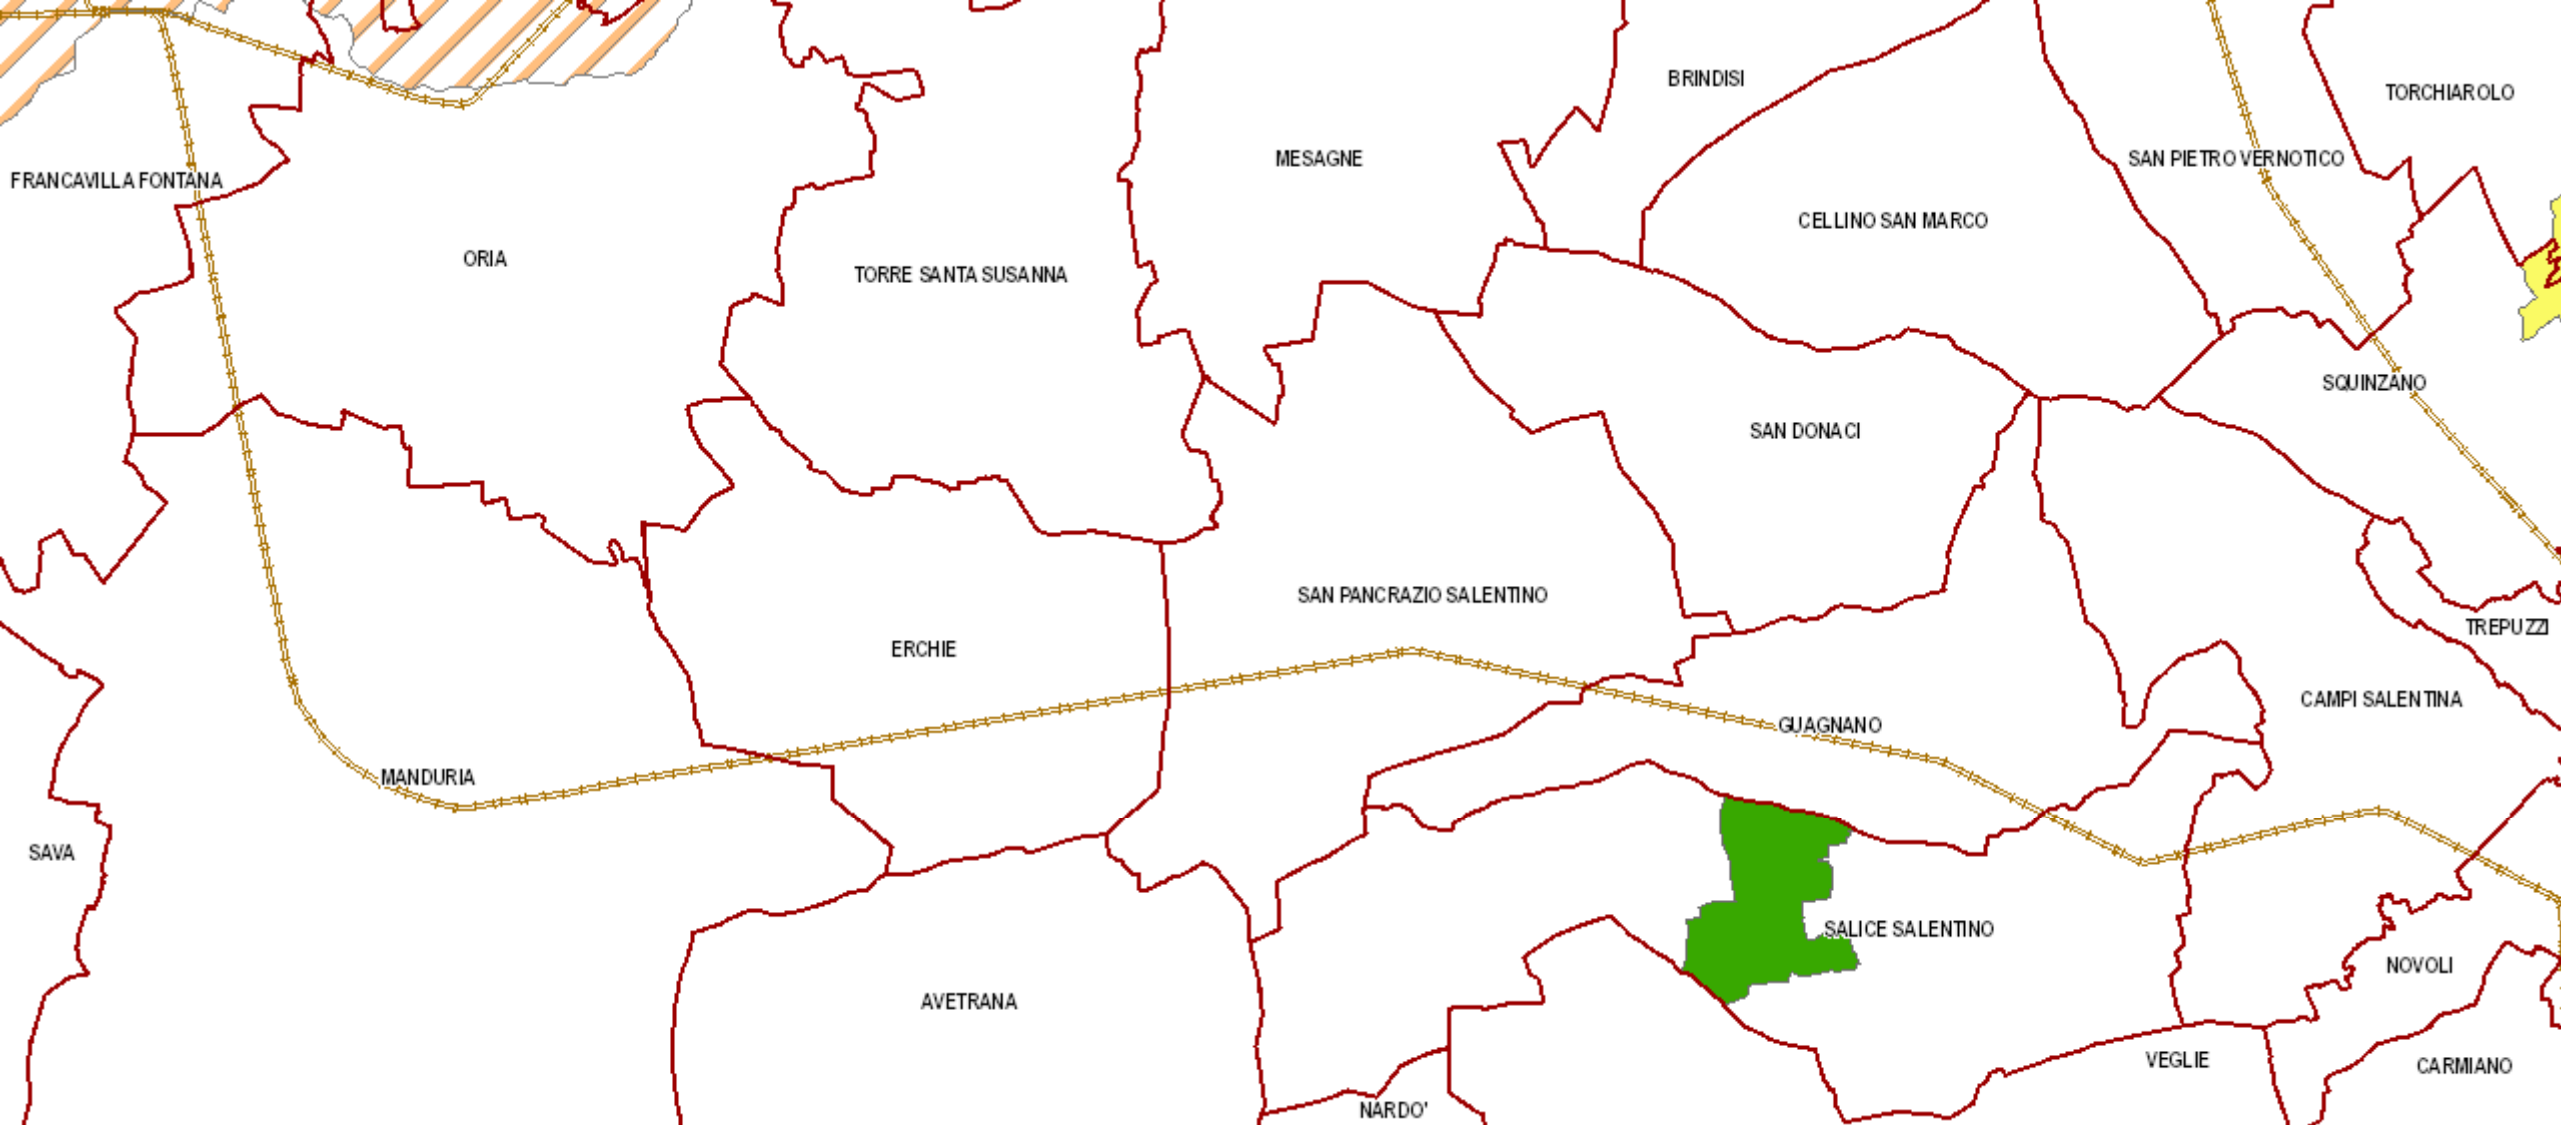 BRINDISI
TORCHIAROLO
MESAGNE
SAN PIETRO VERNOTICO
FRANCAVILLA FONTANA
CELLINO SAN MARCO
ORIA
TORRE SANTA SUSANNA
SQUINZANO
SAN DONACI
SAN PANCRAZIO SALENTINO
TREPUZZI
ERCHIE
CAMPI SALENTINA
GUAGNANO
MANDURIA
SAVA
SALICE SALENTINO
NOVOLI
AVETRANA
VEGLIE
CARMIANO
NARDO'